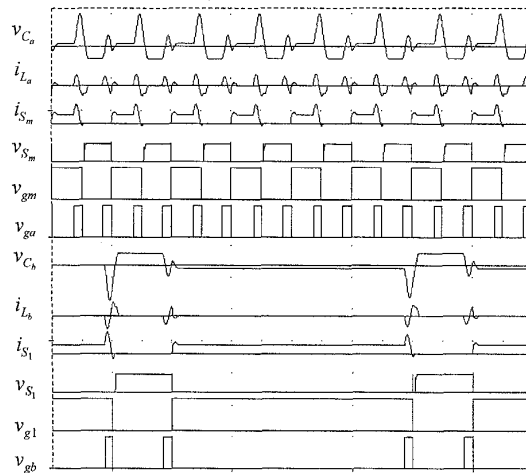 v_{C_a}
i_{L_a}
i_{S_m}
v_{S_m}
v_{gm}
v_{ga}
v_{C_b}
i_{L_b}
i_{S_1}
v_{S_1}
v_{g1}
v_{gb}